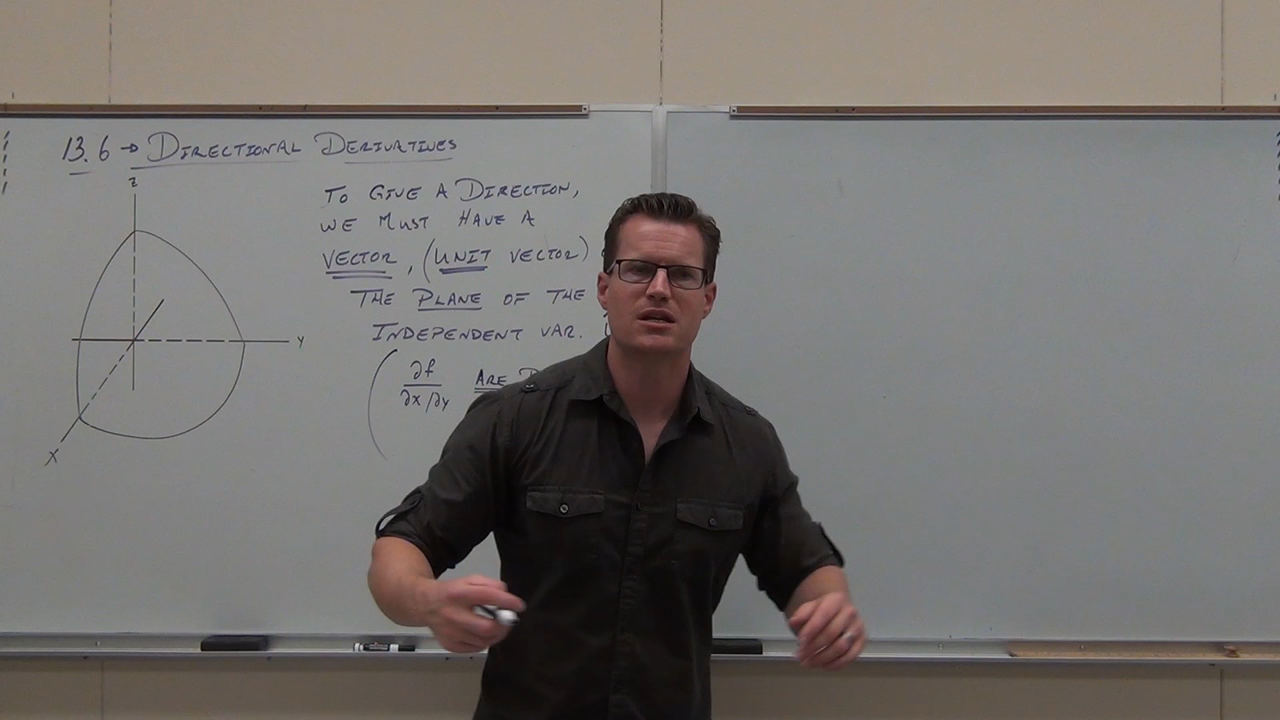 13.6 → DIRECTIONAL DERIVATIVES
Z
TO GIVE A DIRECTION,
WE MUST HAVE A
VECTOR, (UNIT VECTOR)
THE PLANE OF THE
INDEPENDENT VAR.
Y
∂f
∂x/∂y ARE
X